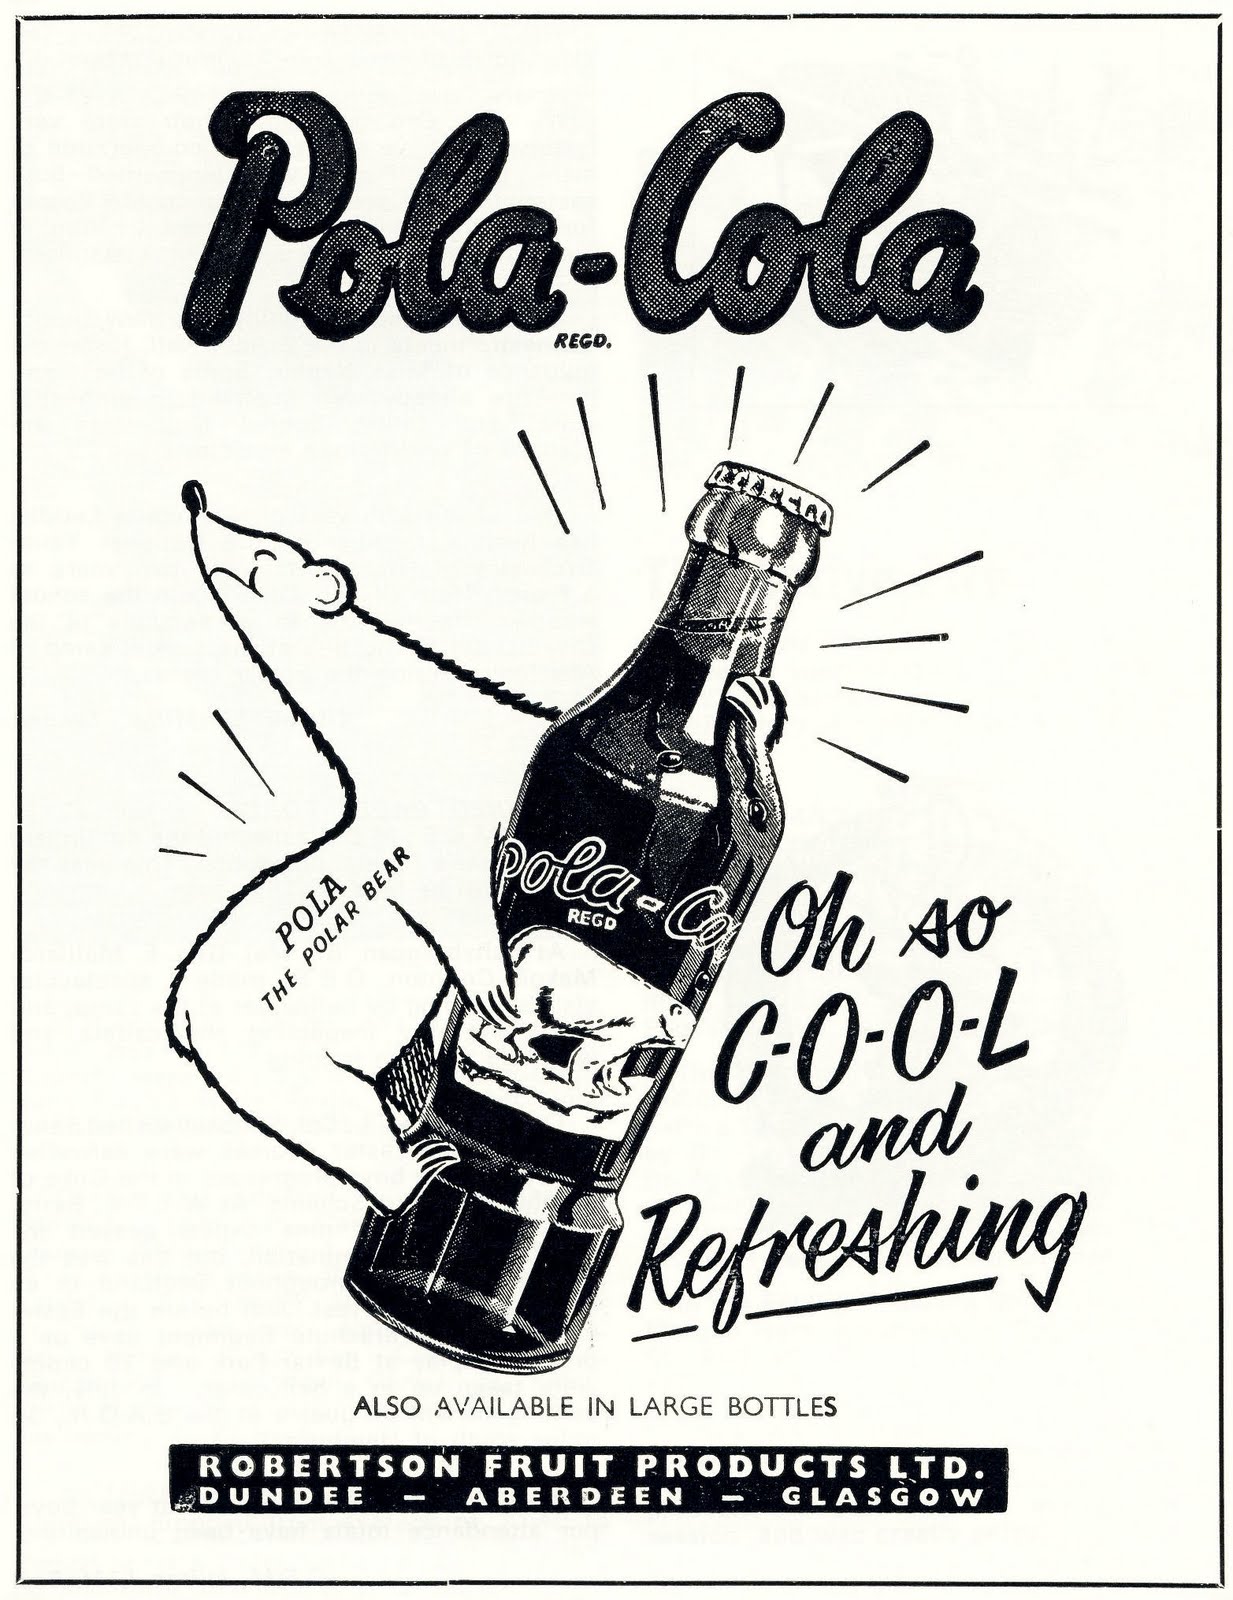 Pola-Cola
REGD.
Pola-Co
REGD
POLA
THE POLAR BEAR
Oh so
C-O-O-L
and
Refreshing
ALSO AVAILABLE IN LARGE BOTTLES
ROBERTSON FRUIT PRODUCTS LTD.
DUNDEE — ABERDEEN — GLASGOW